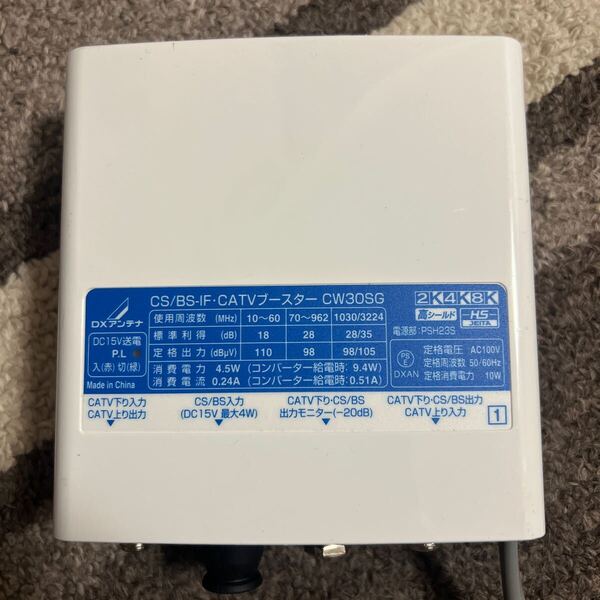 CS/BS-IF・CATVブースター CW30SG
DXアンテナ
DC15V送電
P.L
入(赤) 切(緑)
Made in China
使用周波数 (MHz) 10～60 70～962 1030/3224
標準利得 (dB) 18 28 28/35
定格出力 (dBμV) 110 98 98/105
消費電力 4.5W (コンバーター給電時: 9.4W)
消費電流 0.24A (コンバーター給電時: 0.51A)
2K4K8K
高シールド HS JEITA
電源部:PSH23S
PS E
DXAN
定格電圧 AC100V
定格周波数 50/60Hz
定格消費電力 10W
CATV下り入力
CATV上り出力
CS/BS入力
(DC15V 最大4W)
CATV下り・CS/BS
出力モニター(−20dB)
CATV下り・CS/BS出力
CATV上り入力
1